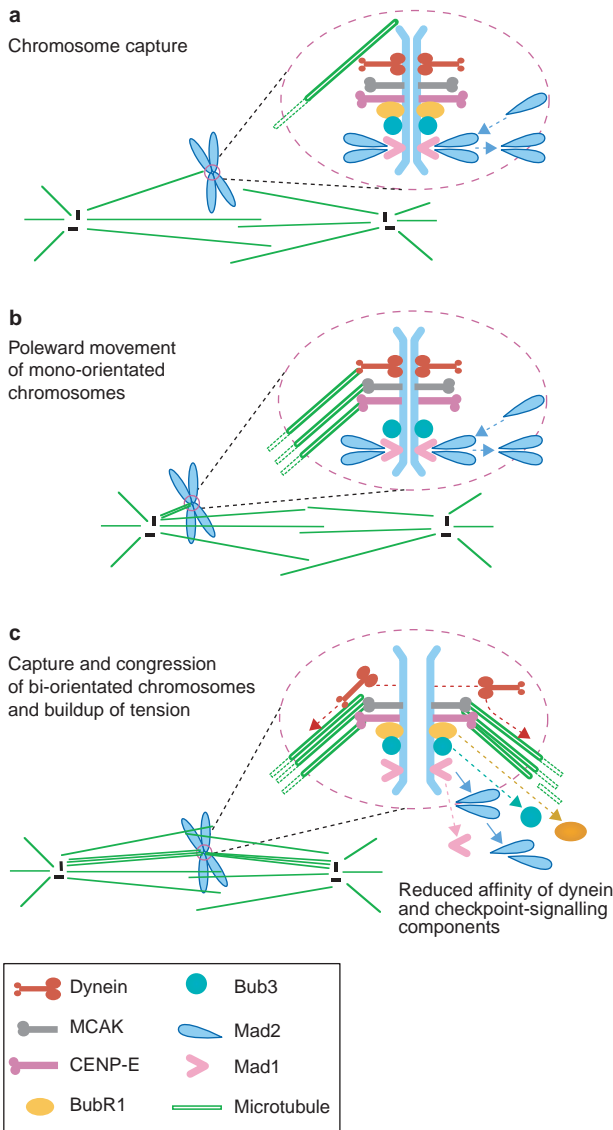 a
Chromosome capture
b
Poleward movement
of mono-orientated
chromosomes
c
Capture and congression
of bi-orientated chromosomes
and buildup of tension
Reduced affinity of dynein
and checkpoint-signalling
components
Dynein
MCAK
CENP-E
BubR1
Bub3
Mad2
Mad1
Microtubule